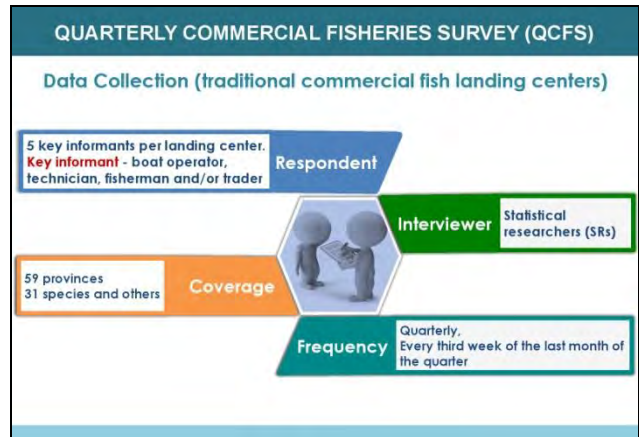 QUARTERLY COMMERCIAL FISHERIES SURVEY (QCFS)
Data Collection (traditional commercial fish landing centers)
5 key informants per landing center.
Key informant - boat operator,
technician, fisherman and/or trader
Respondent
Interviewer
Statistical
researchers (SRs)
59 provinces
31 species and others
Coverage
Frequency
Quarterly,
Every third week of the last month of
the quarter